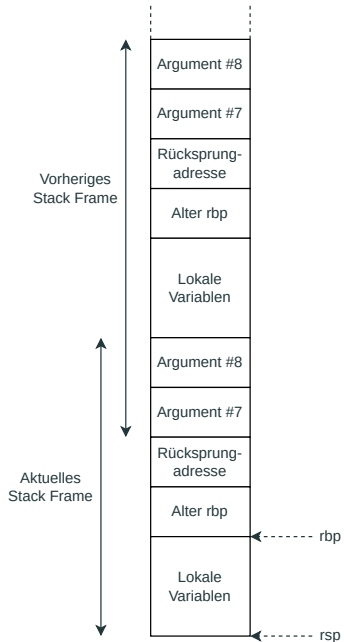 Argument #8
Argument #7
Rücksprung-
adresse
Vorheriges
Stack Frame
Alter rbp
Lokale
Variablen
Argument #8
Argument #7
Rücksprung-
adresse
Aktuelles
Stack Frame
Alter rbp
rbp
Lokale
Variablen
rsp